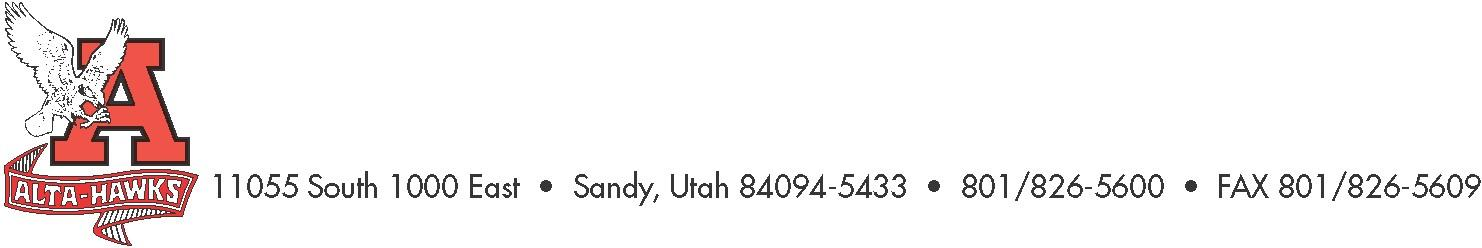 A
ALTA-HAWKS
11055 South 1000 East • Sandy, Utah 84094-5433 • 801/826-5600 • FAX 801/826-5609